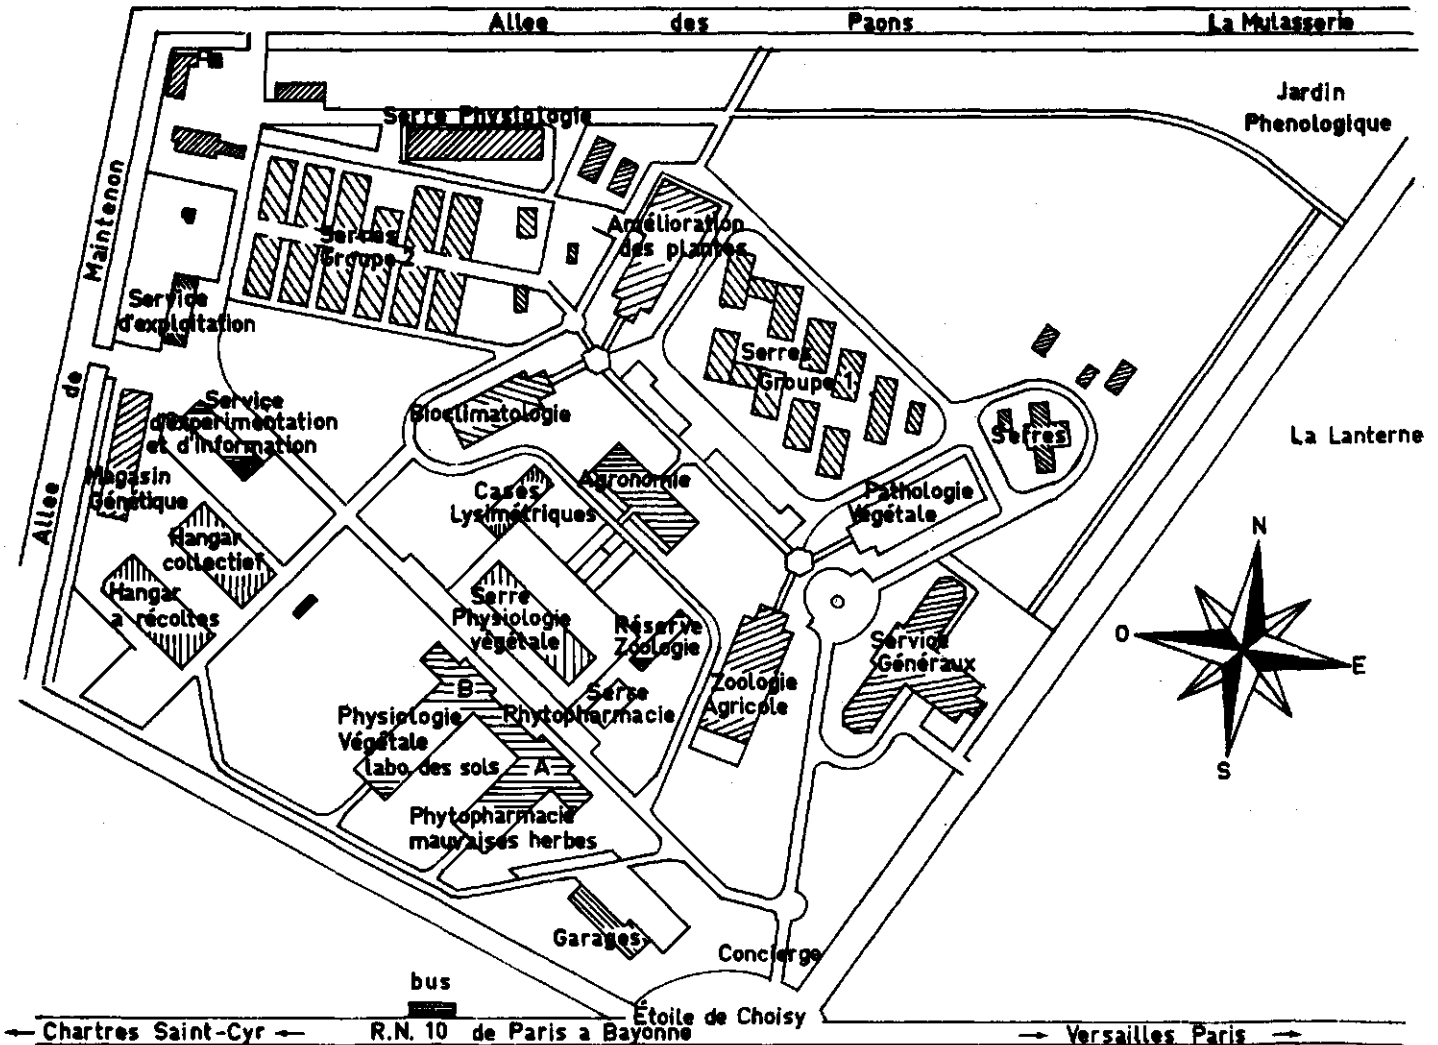 Allee des Paons La Mulasserie
Jardin
Phenologique
Serre Physiologie
Allee de Maintenon
Amélioration
des plantes
Serres
Groupe 2
Service
d'exploitation
Serres
Groupe 1
Service
d'expérimentation
et d'information
Bioclimatologie
Serres
La Lanterne
Magasin
Génétique
Cases
Lysimétriques
Agronomie
Pathologie
Végétale
Hangar
collectif
Hangar
a récoltes
Serre
Physiologie
végétale
Réserve
Zoologie
Service
Généraux
N
O
E
S
B
Serre
Phytopharmacie
Zoologie
Agricole
Physiologie
Végétale
labo. des sols
A
Phytopharmacie
mauvaises herbes
Garages
Concierge
bus
Étoile de Choisy
Chartres Saint-Cyr R.N. 10 de Paris a Bayonne Versailles Paris